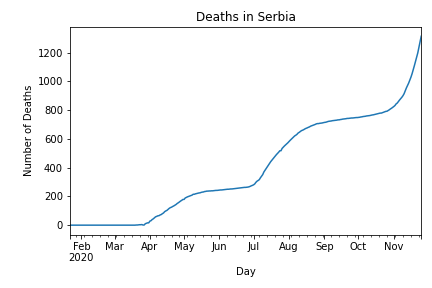 Deaths in Serbia
Number of Deaths
1200
1000
800
600
400
200
0
Feb Mar Apr May Jun Jul Aug Sep Oct Nov
2020
Day